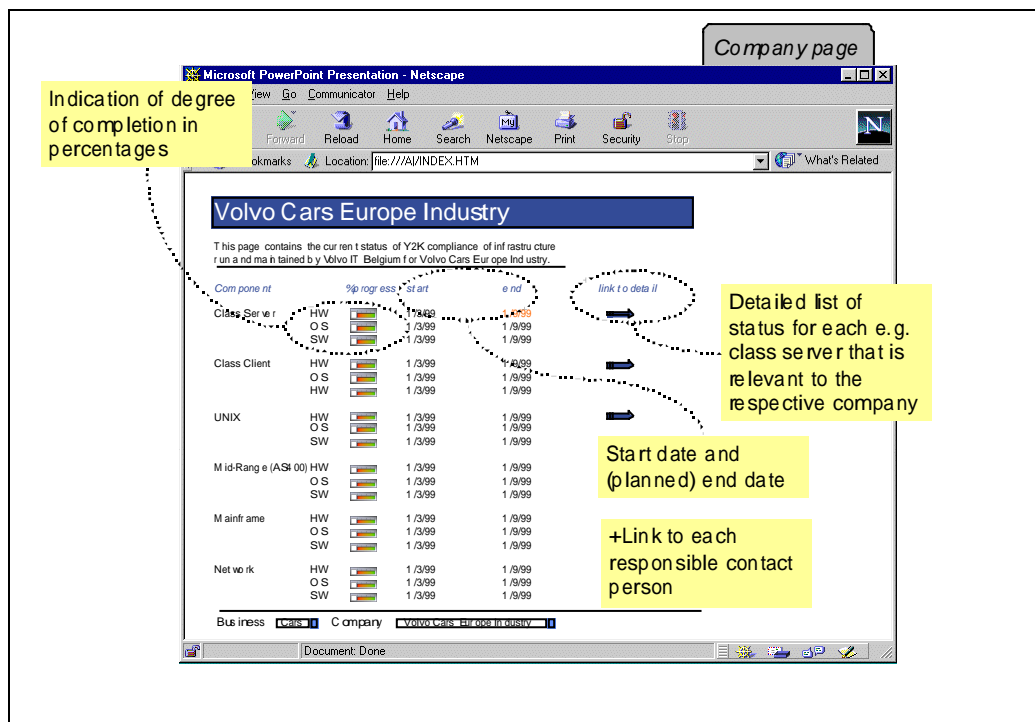 Company page
Microsoft PowerPoint Presentation - Netscape
Indication of degree
of completion in
percentages
iew Go Communicator Help
Forward Reload Home Search Netscape Print Security Stop
okmarks Location: file:///A|/INDEX.HTM What's Related
Volvo Cars Europe Industry
This page contains the current status of Y2K compliance of infrastructure
run and maintained by Volvo IT Belgium for Volvo Cars Europe Industry.
Component %progress start end link to detail
Class Server HW 1/3/99 1/9/99
OS 1/3/99 1/9/99
SW 1/3/99 1/9/99
Class Client HW 1/3/99 1/9/99
OS 1/3/99 1/9/99
HW 1/3/99 1/9/99
UNIX HW 1/3/99 1/9/99
OS 1/3/99 1/9/99
SW 1/3/99 1/9/99
Mid-Range (AS400) HW 1/3/99 1/9/99
OS 1/3/99 1/9/99
SW 1/3/99 1/9/99
Mainframe HW 1/3/99 1/9/99
OS 1/3/99 1/9/99
SW 1/3/99 1/9/99
Network HW 1/3/99 1/9/99
OS 1/3/99 1/9/99
SW 1/3/99 1/9/99
Detailed list of
status for each e.g.
class server that is
relevant to the
respective company
Start date and
(planned) end date
+Link to each
responsible contact
person
Business Cars Company Volvo Cars Europe Industry
Document: Done